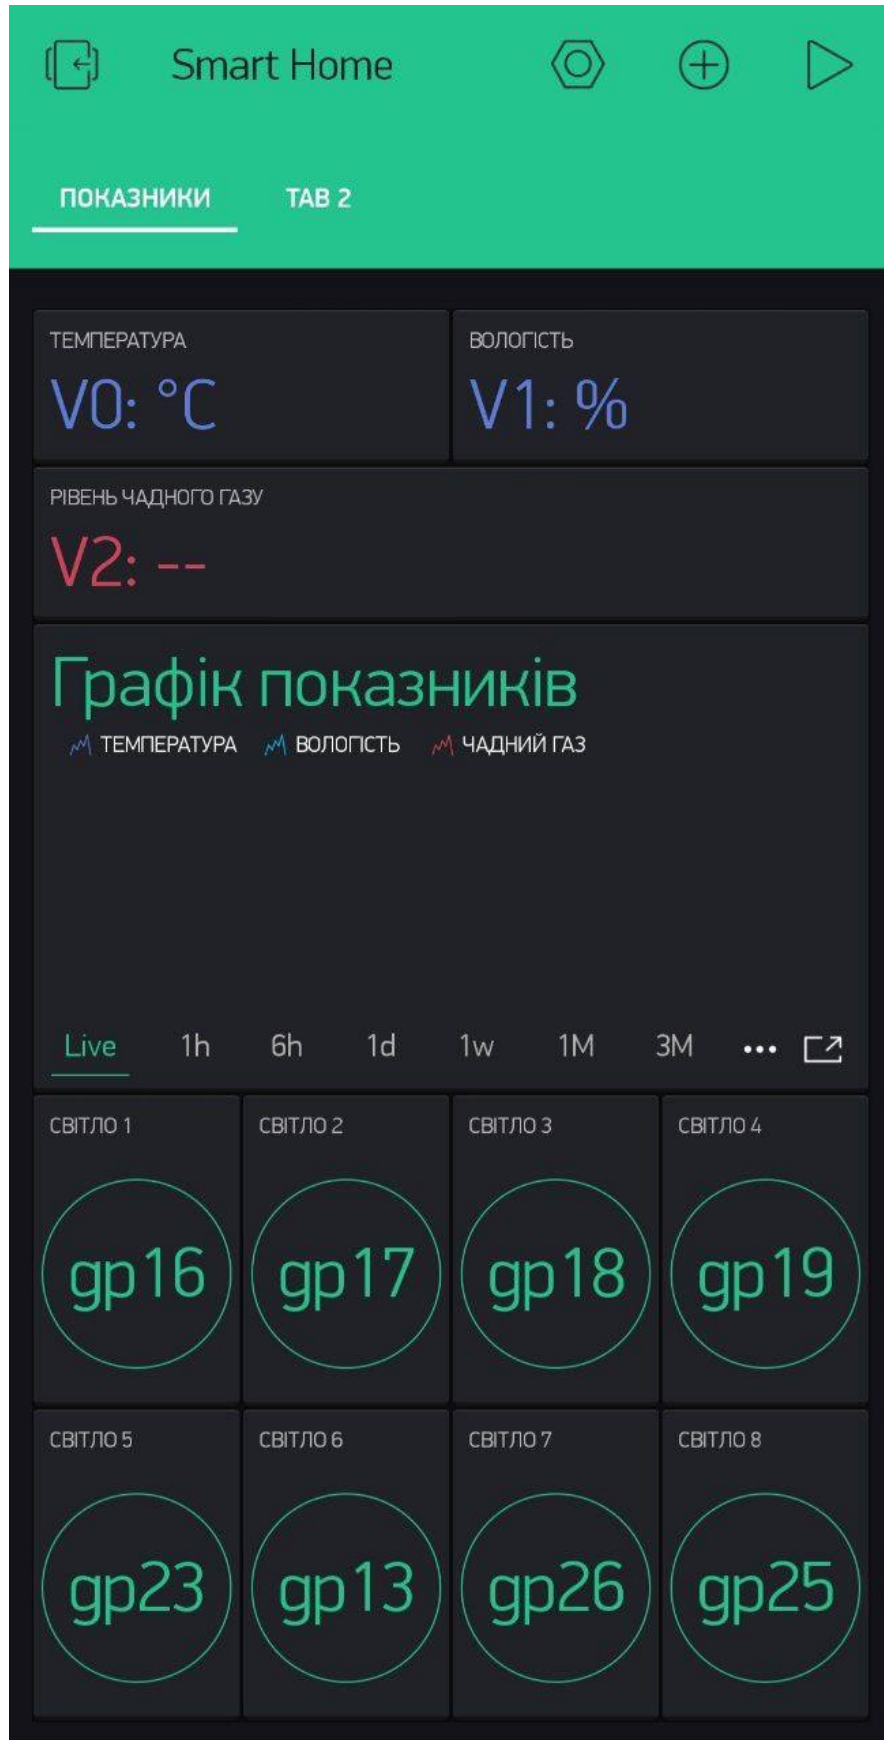 Smart Home
ПОКАЗНИКИ TAB 2
ТЕМПЕРАТУРА ВОЛОГІСТЬ
V0: °C V1: %
РІВЕНЬ ЧАДНОГО ГАЗУ
V2: --
Графік показників
ТЕМПЕРАТУРА ВОЛОГІСТЬ ЧАДНИЙ ГАЗ
Live 1h 6h 1d 1w 1M 3M ...
СВІТЛО 1 СВІТЛО 2 СВІТЛО 3 СВІТЛО 4
gp16 gp17 gp18 gp19
СВІТЛО 5 СВІТЛО 6 СВІТЛО 7 СВІТЛО 8
gp23 gp13 gp26 gp25